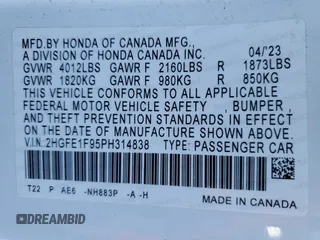 MFD. BY HONDA OF CANADA MFG.,
A DIVISION OF HONDA CANADA INC. 04/'23
GVWR 4012LBS GAWR F 2160LBS R 1873LBS
GVWR 1820KG GAWR F 980KG R 850KG
THIS VEHICLE CONFORMS TO ALL APPLICABLE
FEDERAL MOTOR VEHICLE SAFETY , BUMPER ,
AND THEFT PREVENTION STANDARDS IN EFFECT ON
THE DATE OF MANUFACTURE SHOWN ABOVE.
V.I.N. 2HGFE1F95PH314838 TYPE: PASSENGER CAR
T22 P AE6 -NH883P -A -H
MADE IN CANADA
DREAMBID